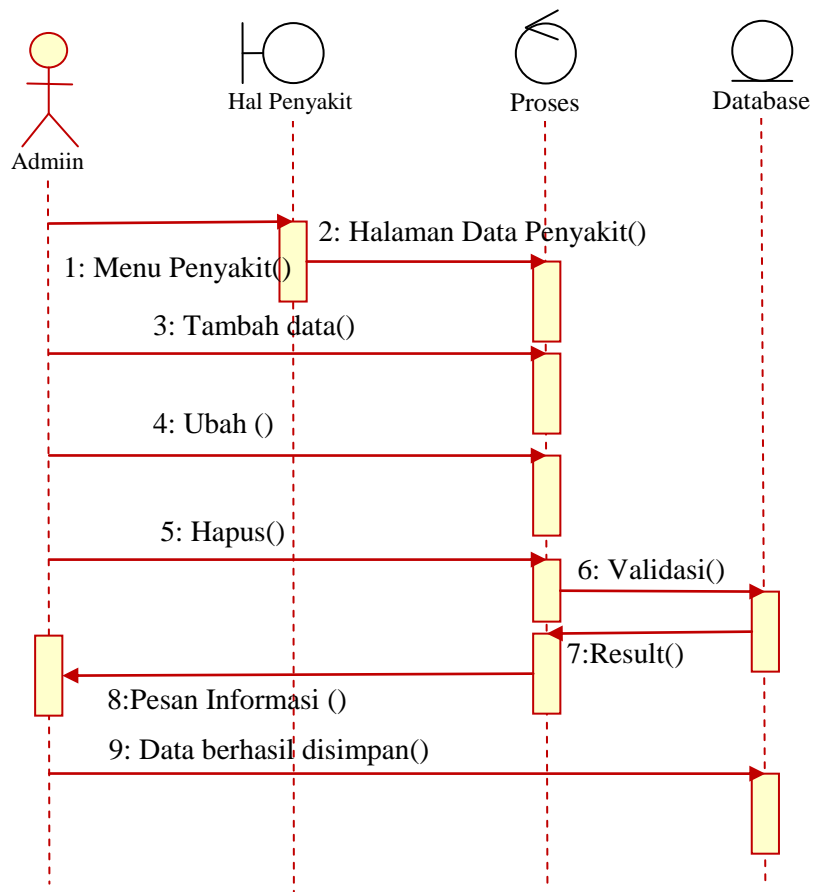 Hal Penyakit
Proses
Database
Admiin
2: Halaman Data Penyakit()
1: Menu Penyakit()
3: Tambah data()
4: Ubah ()
5: Hapus()
6: Validasi()
7:Result()
8:Pesan Informasi ()
9: Data berhasil disimpan()